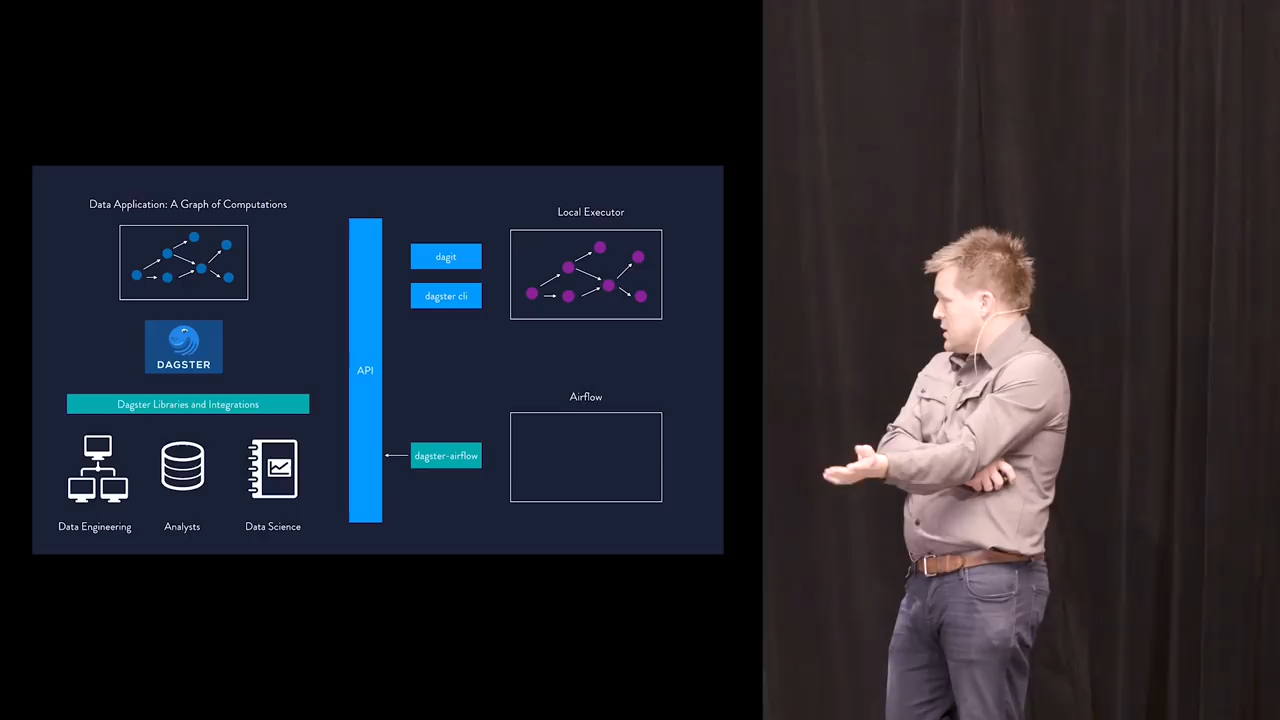 Data Application: A Graph of Computations
DAGSTER
Dagster Libraries and Integrations
Data Engineering
Analysts
Data Science
API
dagit
dagster cli
dagster-airflow
Local Executor
Airflow